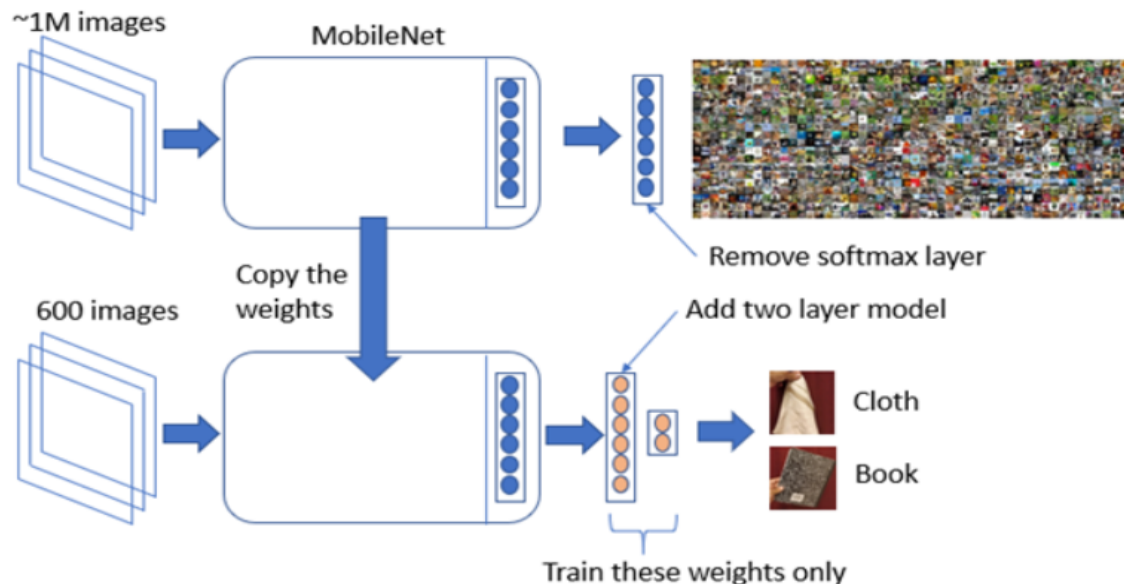 ~1M images
MobileNet
Remove softmax layer
Copy the
weights
600 images
Add two layer model
Cloth
Book
Train these weights only